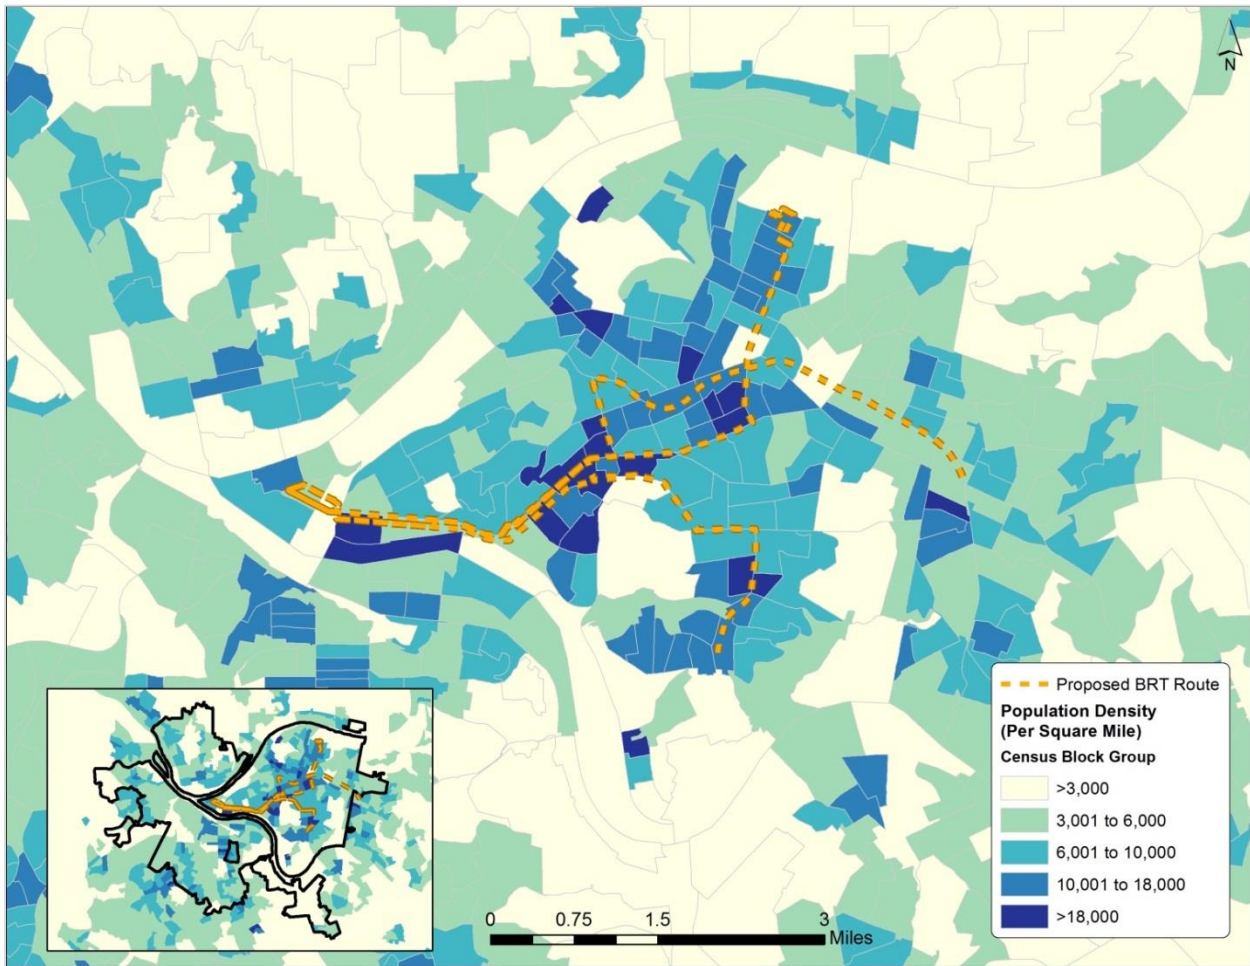 N
Proposed BRT Route
Population Density
(Per Square Mile)
Census Block Group
>3,000
3,001 to 6,000
6,001 to 10,000
10,001 to 18,000
>18,000
0 0.75 1.5 3
Miles